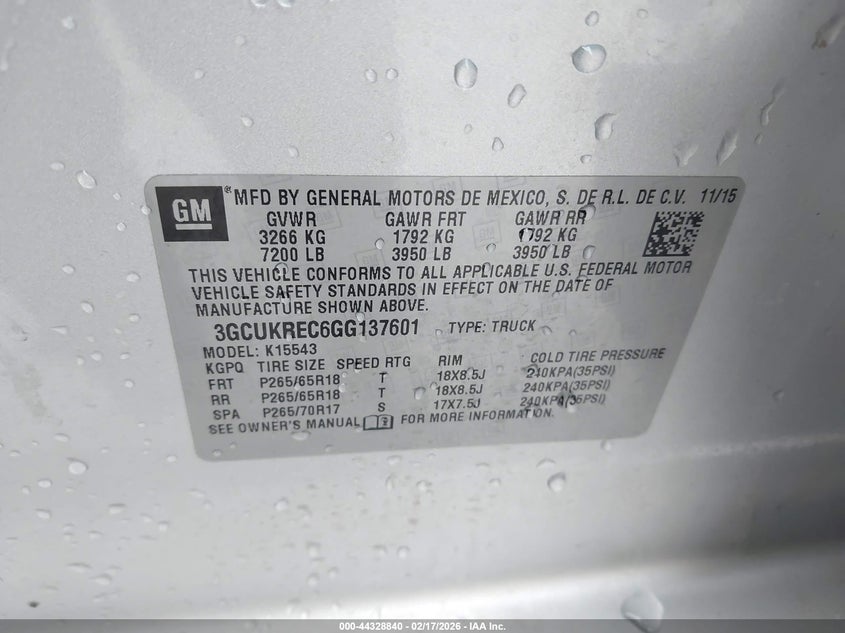 GM ® MFD BY GENERAL MOTORS DE MEXICO, S. DE R.L. DE C.V. 11/15
GVWR GAWR FRT GAWR RR
3266 KG 1792 KG 1792 KG
7200 LB 3950 LB 3950 LB
THIS VEHICLE CONFORMS TO ALL APPLICABLE U.S. FEDERAL MOTOR
VEHICLE SAFETY STANDARDS IN EFFECT ON THE DATE OF
MANUFACTURE SHOWN ABOVE.
3GCUKREC6GG137601 TYPE: TRUCK
MODEL: K15543
KGPQ TIRE SIZE SPEED RTG RIM COLD TIRE PRESSURE
FRT P265/65R18 T 18X8.5J 240KPA(35PSI)
RR P265/65R18 T 18X8.5J 240KPA(35PSI)
SPA P265/70R17 S 17X7.5J 240KPA(35PSI)
SEE OWNER'S MANUAL FOR MORE INFORMATION.
000-44328840 - 02/17/2026 - IAA Inc.